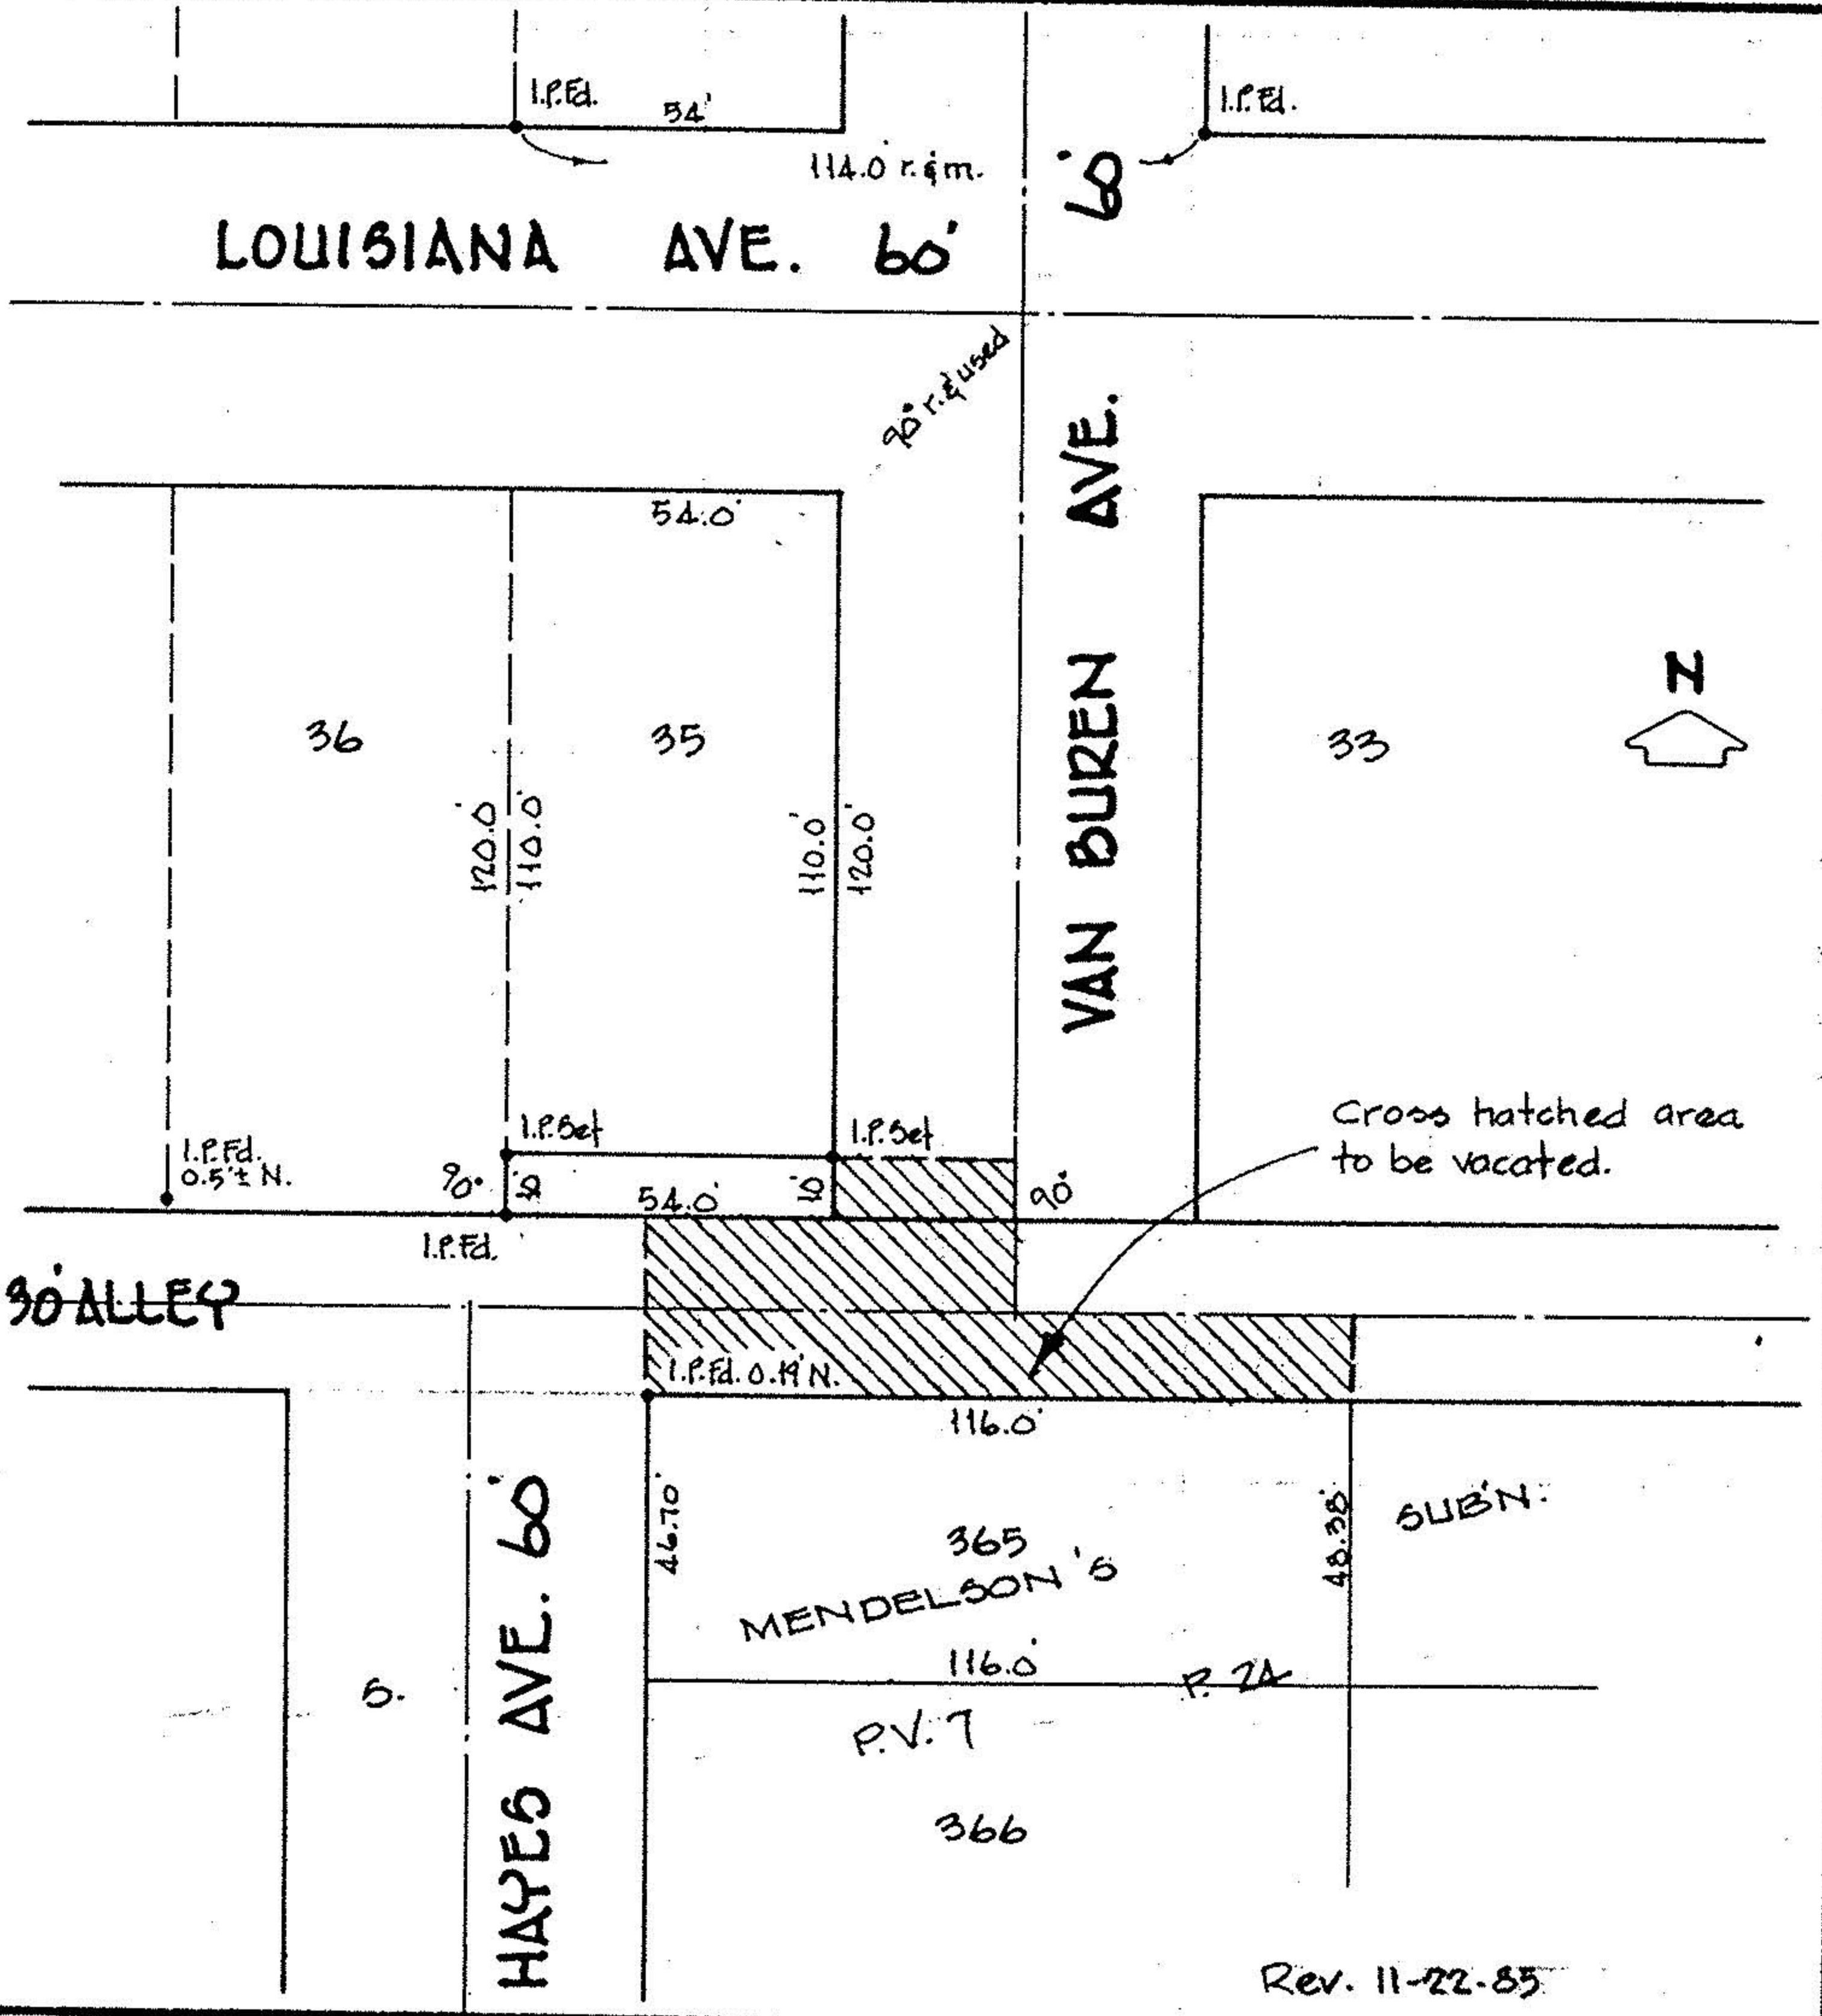 I.P.Fd.
54'
I.P.Fd.
114.0' r.&m.
60'
LOUISIANA AVE. 60'
90° r.&used
54.0'
VAN BUREN AVE.
N
36
35
33
120.0'
110.0'
110.0'
120.0'
Cross hatched area
to be vacated.
I.P.Set
I.P.Set
I.P.Fd.
0.5'± N.
90°
10'
54.0'
10'
90°
I.P.Fd.
30' ALLEY
I.P.Fd. 0.19' N.
116.0'
46.70'
48.38'
365
MENDELSON'S
SUB'N.
HAYES AVE. 60'
116.0'
P. 24
5.
P.V. 7
366
Rev. 11-22-85